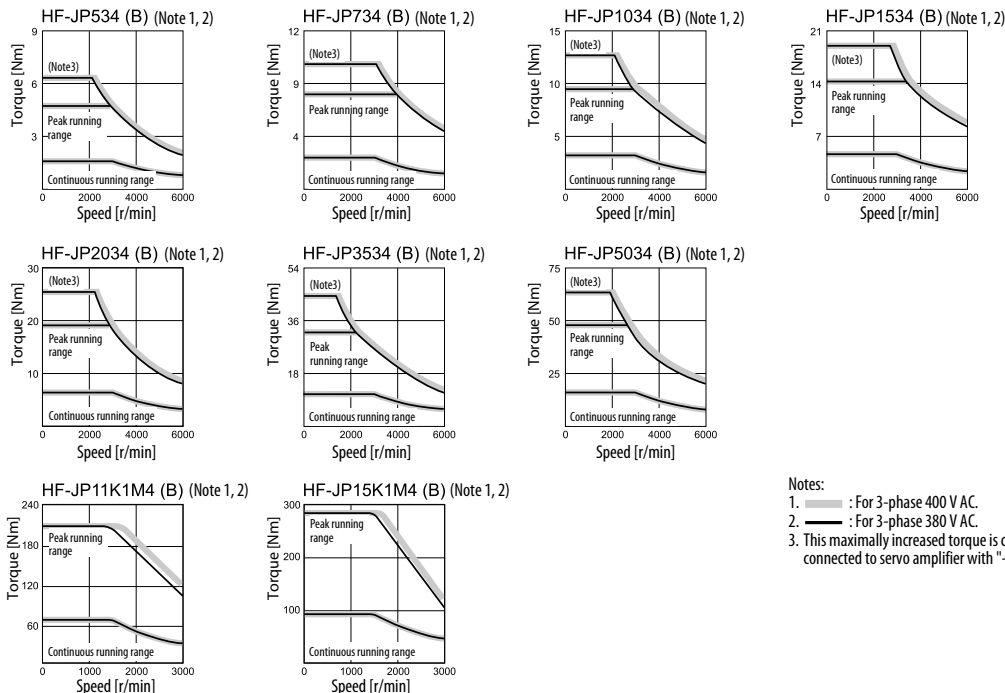 HF-JP534 (B) (Note 1, 2)
Torque [Nm]
9
6
3
(Note3)
Peak running
range
Continuous running range
0 2000 4000 6000
Speed [r/min]
HF-JP734 (B) (Note 1, 2)
Torque [Nm]
12
9
4
(Note3)
Peak running range
Continuous running range
0 2000 4000 6000
Speed [r/min]
HF-JP1034 (B) (Note 1, 2)
Torque [Nm]
15
10
5
(Note3)
Peak running
range
Continuous running range
0 2000 4000 6000
Speed [r/min]
HF-JP1534 (B) (Note 1, 2)
Torque [Nm]
21
14
7
(Note3)
Peak running
range
Continuous running range
0 2000 4000 6000
Speed [r/min]
HF-JP2034 (B) (Note 1, 2)
Torque [Nm]
30
20
10
(Note3)
Peak running
range
Continuous running range
0 2000 4000 6000
Speed [r/min]
HF-JP3534 (B) (Note 1, 2)
Torque [Nm]
54
36
18
(Note3)
Peak
running range
Continuous running range
0 2000 4000 6000
Speed [r/min]
HF-JP5034 (B) (Note 1, 2)
Torque [Nm]
75
50
25
(Note3)
Peak running
range
Continuous running range
0 2000 4000 6000
Speed [r/min]
HF-JP11K1M4 (B) (Note 1, 2)
Torque [Nm]
240
180
120
60
Peak running
range
Continuous running range
0 1000 2000 3000
Speed [r/min]
HF-JP15K1M4 (B) (Note 1, 2)
Torque [Nm]
300
200
100
Peak running
range
Continuous running range
0 1000 2000 3000
Speed [r/min]
Notes:
1. : For 3-phase 400 V AC.
2. : For 3-phase 380 V AC.
3. This maximally increased torque is
connected to servo amplifier with "-